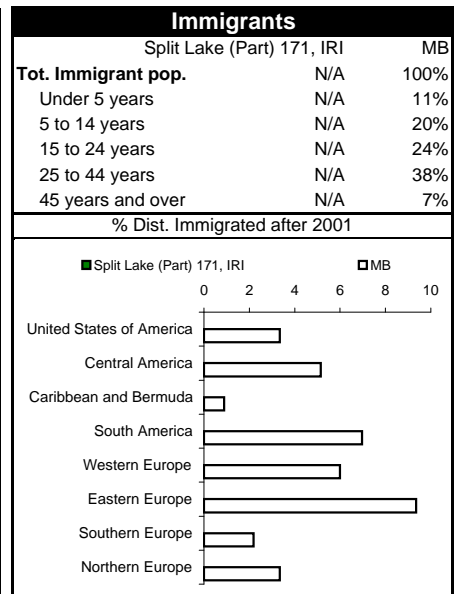 Immigrants
Split Lake (Part) 171, IRI MB
Tot. Immigrant pop. N/A 100%
Under 5 years N/A 11%
5 to 14 years N/A 20%
15 to 24 years N/A 24%
25 to 44 years N/A 38%
45 years and over N/A 7%
% Dist. Immigrated after 2001
Split Lake (Part) 171, IRI MB
0 2 4 6 8 10
United States of America
Central America
Caribbean and Bermuda
South America
Western Europe
Eastern Europe
Southern Europe
Northern Europe